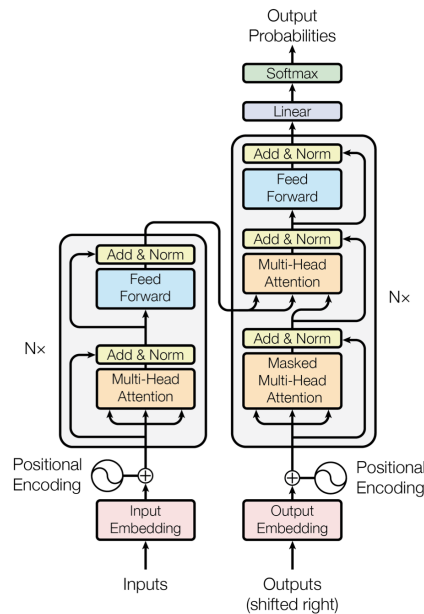 Output
Probabilities
Softmax
Linear
Add & Norm
Feed
Forward
Add & Norm
Multi-Head
Attention
N×
Add & Norm
Masked
Multi-Head
Attention
Add & Norm
Feed
Forward
N×
Add & Norm
Multi-Head
Attention
Positional
Encoding
Positional
Encoding
Input
Embedding
Output
Embedding
Inputs
Outputs
(shifted right)